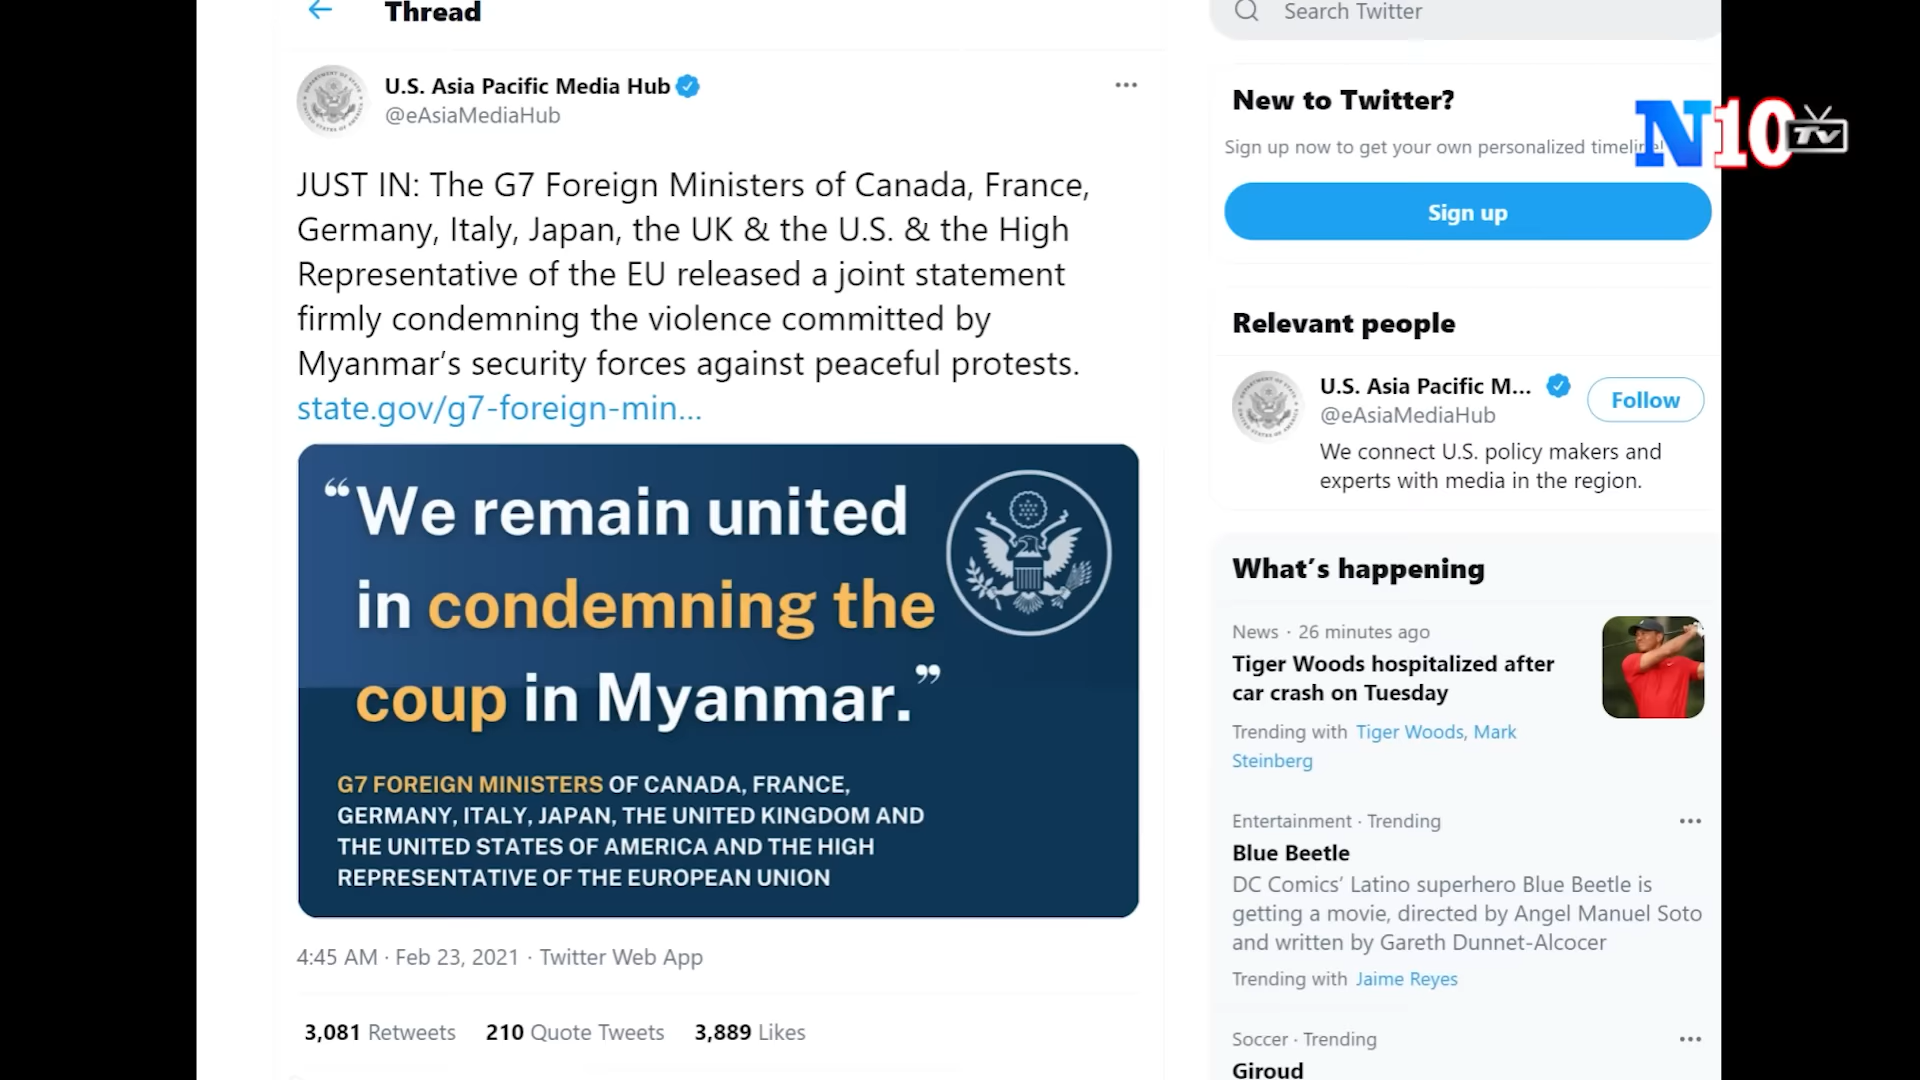 Thread
U.S. Asia Pacific Media Hub
@eAsiaMediaHub
JUST IN: The G7 Foreign Ministers of Canada, France,
Germany, Italy, Japan, the UK & the U.S. & the High
Representative of the EU released a joint statement
firmly condemning the violence committed by
Myanmar’s security forces against peaceful protests.
state.gov/g7-foreign-min...
“We remain united
in condemning the
coup in Myanmar.”
G7 FOREIGN MINISTERS OF CANADA, FRANCE,
GERMANY, ITALY, JAPAN, THE UNITED KINGDOM AND
THE UNITED STATES OF AMERICA AND THE HIGH
REPRESENTATIVE OF THE EUROPEAN UNION
4:45 AM · Feb 23, 2021 · Twitter Web App
3,081 Retweets 210 Quote Tweets 3,889 Likes
Search Twitter
New to Twitter?
Sign up now to get your own personalized timeline!
Sign up
N10 TV
Relevant people
U.S. Asia Pacific M...
@eAsiaMediaHub
Follow
We connect U.S. policy makers and
experts with media in the region.
What’s happening
News · 26 minutes ago
Tiger Woods hospitalized after
car crash on Tuesday
Trending with Tiger Woods, Mark
Steinberg
Entertainment · Trending
Blue Beetle
DC Comics’ Latino superhero Blue Beetle is
getting a movie, directed by Angel Manuel Soto
and written by Gareth Dunnet-Alcocer
Trending with Jaime Reyes
Soccer · Trending
Giroud